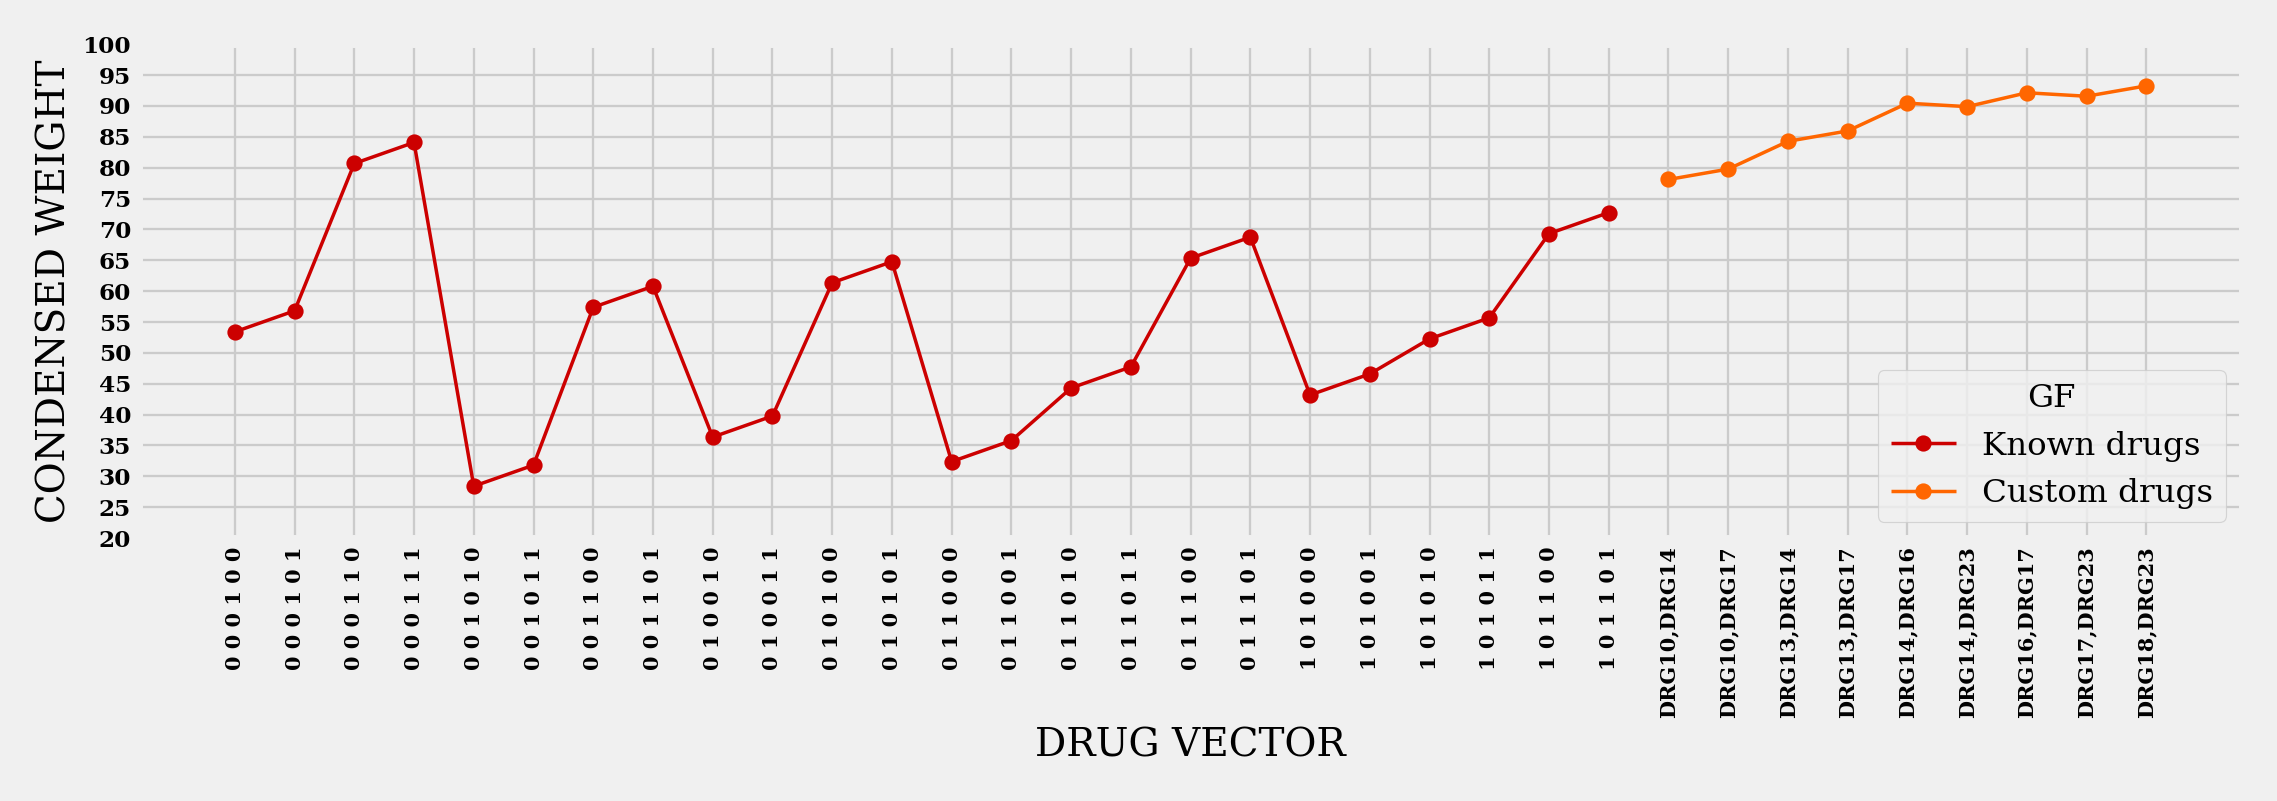 CONDENSED WEIGHT
100
95
90
85
80
75
70
65
60
55
50
45
40
35
30
25
20
GF
Known drugs
Custom drugs
0 0 0 1 0 0
0 0 0 1 0 1
0 0 0 1 1 0
0 0 0 1 1 1
0 0 1 0 1 0
0 0 1 0 1 1
0 0 1 1 0 0
0 0 1 1 0 1
0 1 0 0 1 0
0 1 0 0 1 1
0 1 0 1 0 0
0 1 0 1 0 1
0 1 1 0 0 0
0 1 1 0 0 1
0 1 1 0 1 0
0 1 1 0 1 1
0 1 1 1 0 0
0 1 1 1 0 1
1 0 1 0 0 0
1 0 1 0 0 1
1 0 1 0 1 0
1 0 1 0 1 1
1 0 1 1 0 0
1 0 1 1 0 1
DRG10,DRG14
DRG10,DRG17
DRG13,DRG14
DRG13,DRG17
DRG14,DRG16
DRG14,DRG23
DRG16,DRG17
DRG17,DRG23
DRG18,DRG23
DRUG VECTOR